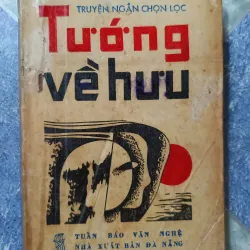 TRUYỆN NGẮN CHỌN LỌC
Tướng
về hưu
TUẦN BÁO VĂN NGHỆ
NHÀ XUẤT BẢN ĐÀ NẴNG